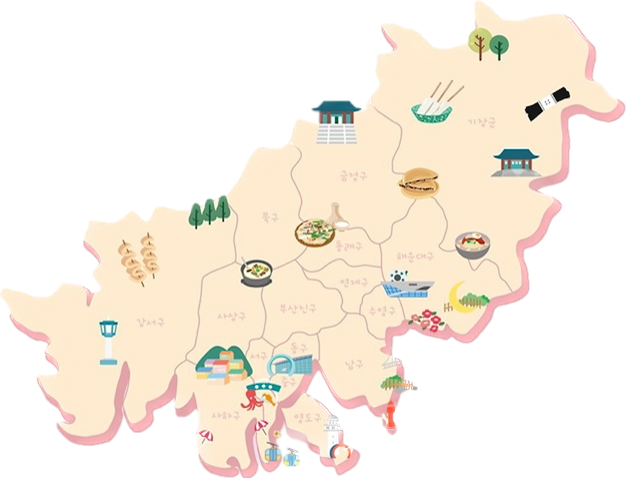 기장군
금정구
북구
동래구
해운대구
연제구
강서구
사상구
부산진구
수영구
동구
서구
남구
중구
사하구
영도구